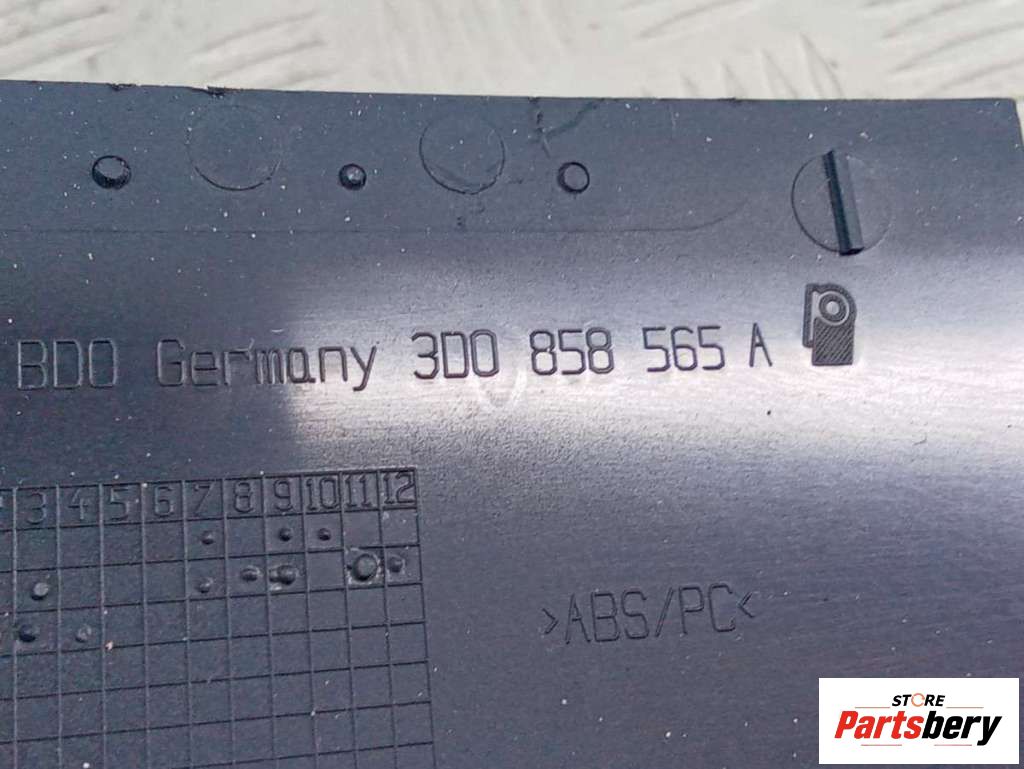 BDO Germany 3D0 858 565 A
3 4 5 6 7 8 9 10 11 12
>ABS/PC<
STORE
Partsbery